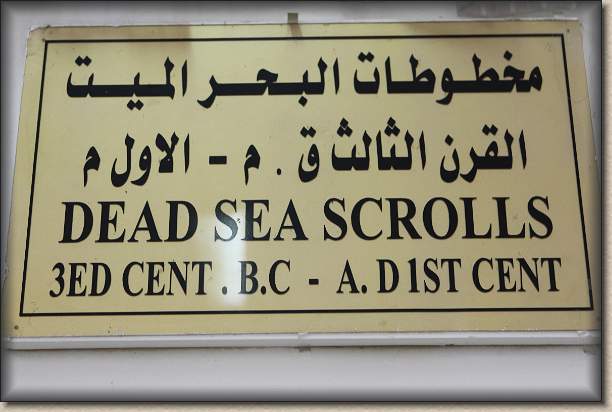 مخطوطات البحر الميت
القرن الثالث ق . م - الاول م
DEAD SEA SCROLLS
3ED CENT . B.C - A. D 1ST CENT